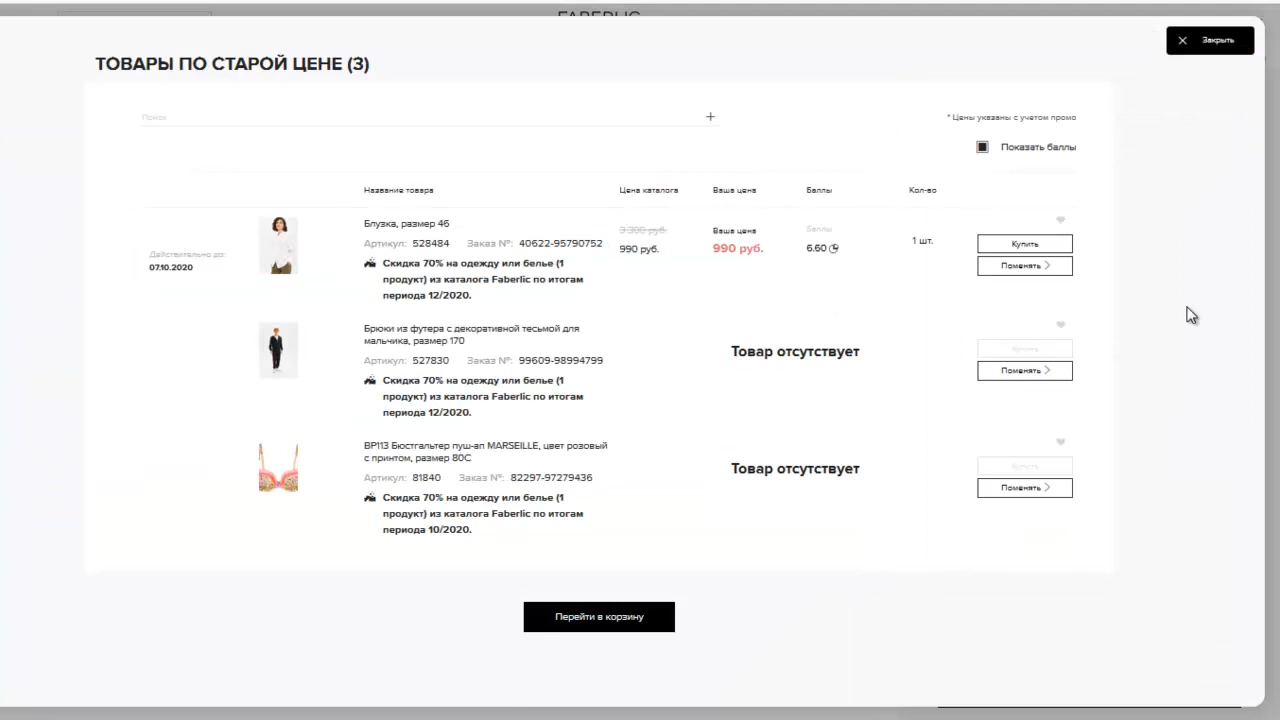 FABERLIC
Закрыть
ТОВАРЫ ПО СТАРОЙ ЦЕНЕ (3)
Поиск
+
* Цены указаны с учетом промо
Показать баллы
Название товара
Цена каталога
Ваша цена
Баллы
Кол-во
Действительно до:
07.10.2020
Блузка, размер 46
Артикул: 528484 Заказ №: 40622-95790752
Скидка 70% на одежду или белье (1
продукт) из каталога Faberlic по итогам
периода 12/2020.
3 300 руб.
990 руб.
Ваша цена
990 руб.
Баллы
6.60
1 шт.
Купить
Поменять
Брюки из футера с декоративной тесьмой для
мальчика, размер 170
Артикул: 527830 Заказ №: 99609-98994799
Скидка 70% на одежду или белье (1
продукт) из каталога Faberlic по итогам
периода 12/2020.
Товар отсутствует
Купить
Поменять
BP113 Бюстгальтер пуш-ап MARSEILLE, цвет розовый
с принтом, размер 80C
Артикул: 81840 Заказ №: 82297-97279436
Скидка 70% на одежду или белье (1
продукт) из каталога Faberlic по итогам
периода 10/2020.
Товар отсутствует
Купить
Поменять
Перейти в корзину